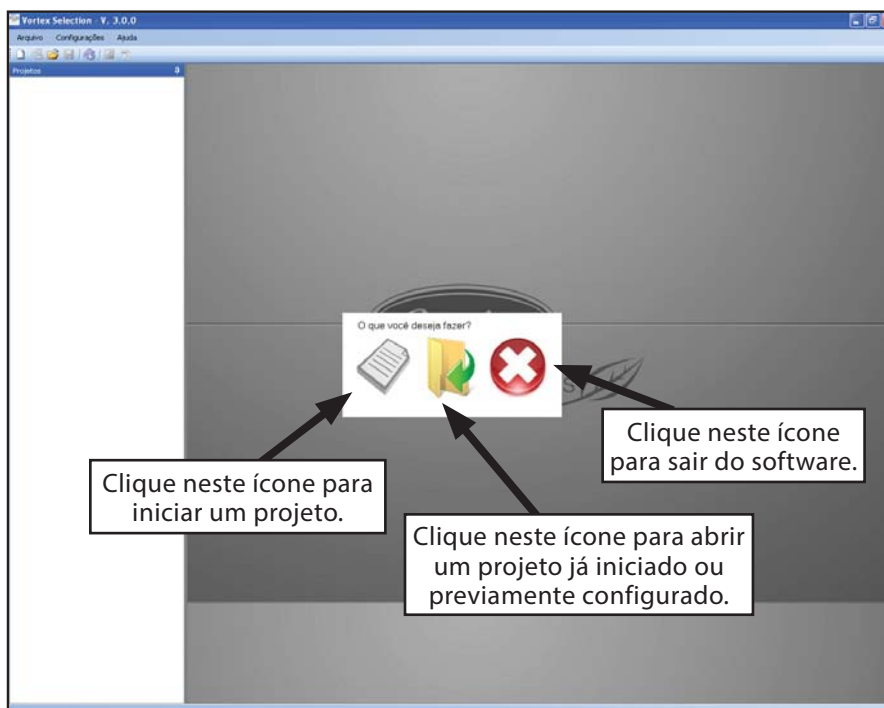 Vortex Selection - V. 3.0.0
Arquivo Configurações Ajuda
Projetos
O que você deseja fazer?
Clique neste ícone
para sair do software.
Clique neste ícone para
iniciar um projeto.
Clique neste ícone para abrir
um projeto já iniciado ou
previamente configurado.